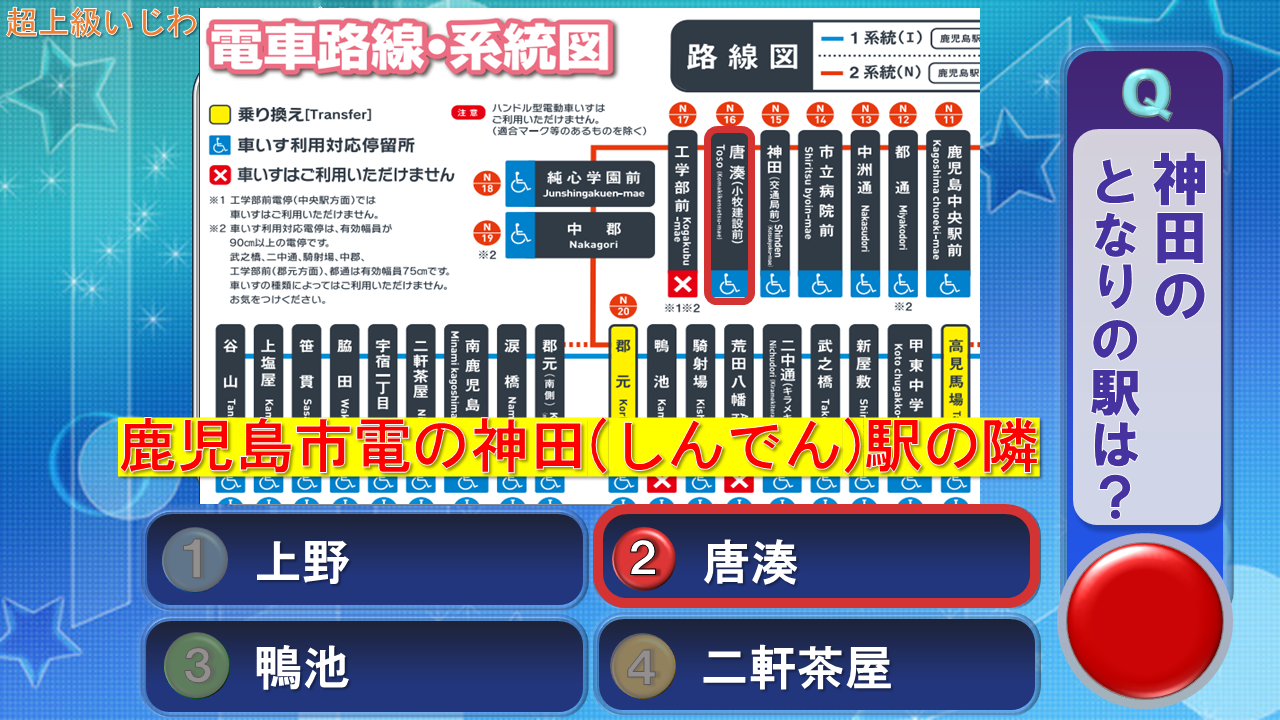 超上級いじわ
電車路線・系統図
路線図
1系統(I)
鹿児島駅
2系統(N)
鹿児島駅
乗り換え[Transfer]
車いす利用対応停留所
車いすはご利用いただけません
※1 工学部前電停(中央駅方面)では
車いすはご利用いただけません。
※2 車いす利用対応電停は、有効幅員が
90cm以上の電停です。
武之橋、二中通、騎射場、中郡、
工学部前(郡元方面)、都通は有効幅員75cmです。
車いすの種類によってはご利用いただけません。
お気をつけください。
注意
ハンドル型電動車いすは
ご利用いただけません。
(適合マーク等のあるものを除く)
N 18
純心学園前
Junshingakuen-mae
N 19
※2
中郡
Nakagori
N 17
工学部前
Kogakubu-mae
※1※2
N 16
唐湊(小牧建設前)
Toso (Komakikensetsu-mae)
N 15
神田(交通局前)
Shinden
N 14
市立病院前
Shiritsu byoin-mae
N 13
中洲通
Nakasudori
N 12
都通
Miyakodori
※2
N 11
鹿児島中央駅前
Kagoshima chuooki-mae
N 20
谷山
上塩屋
笹貫
脇田
宇宿一丁目
二軒茶屋
南鹿児島
Minami kagoshima
涙橋
郡元(南側)
郡元
鴨池
騎射場
荒田八幡
二中通
Nichudori
武之橋
新屋敷
甲東中学
Koto chugakko
高見馬場
鹿児島市電の神田(しんでん)駅の隣
Q
神田の
となりの駅は?
1 上野
2 唐湊
3 鴨池
4 二軒茶屋